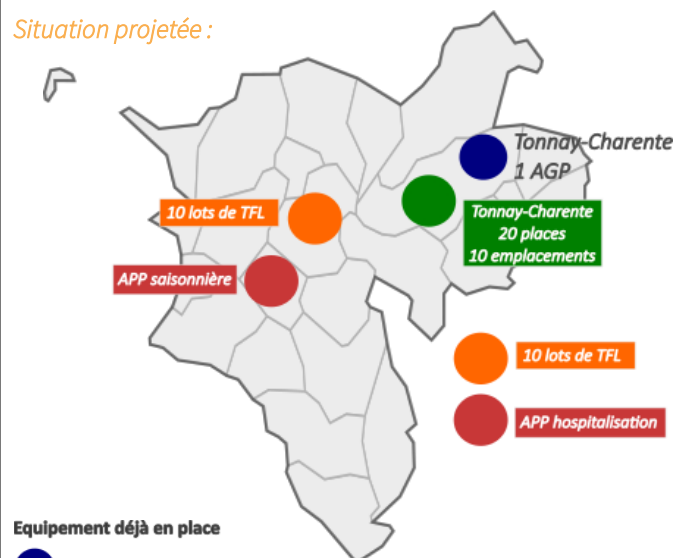 Situation projetée :
Tonnay-Charente
1 AGP
10 lots de TFL
Tonnay-Charente
20 places
10 emplacements
APP saisonnière
10 lots de TFL
APP hospitalisation
Equipement déjà en place